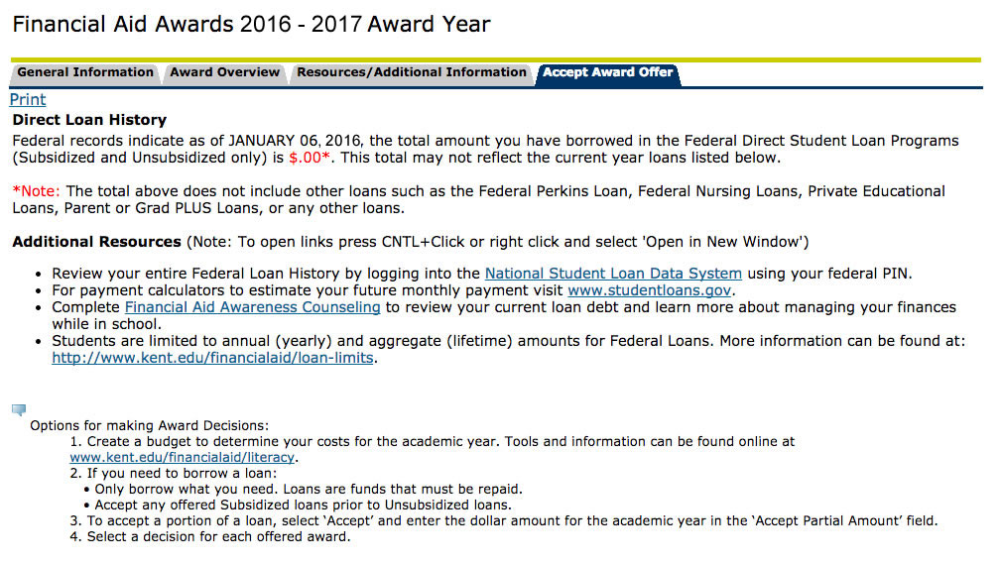 Financial Aid Awards 2016 - 2017 Award Year
General Information Award Overview Resources/Additional Information Accept Award Offer
Print
Direct Loan History
Federal records indicate as of JANUARY 06, 2016, the total amount you have borrowed in the Federal Direct Student Loan Programs
(Subsidized and Unsubsidized only) is $.00*. This total may not reflect the current year loans listed below.
*Note: The total above does not include other loans such as the Federal Perkins Loan, Federal Nursing Loans, Private Educational
Loans, Parent or Grad PLUS Loans, or any other loans.
Additional Resources (Note: To open links press CNTL+Click or right click and select 'Open in New Window')
• Review your entire Federal Loan History by logging into the National Student Loan Data System using your federal PIN.
• For payment calculators to estimate your future monthly payment visit www.studentloans.gov.
• Complete Financial Aid Awareness Counseling to review your current loan debt and learn more about managing your finances
while in school.
• Students are limited to annual (yearly) and aggregate (lifetime) amounts for Federal Loans. More information can be found at:
http://www.kent.edu/financialaid/loan-limits.
Options for making Award Decisions:
1. Create a budget to determine your costs for the academic year. Tools and information can be found online at
www.kent.edu/financialaid/literacy.
2. If you need to borrow a loan:
• Only borrow what you need. Loans are funds that must be repaid.
• Accept any offered Subsidized loans prior to Unsubsidized loans.
3. To accept a portion of a loan, select ‘Accept’ and enter the dollar amount for the academic year in the ‘Accept Partial Amount’ field.
4. Select a decision for each offered award.